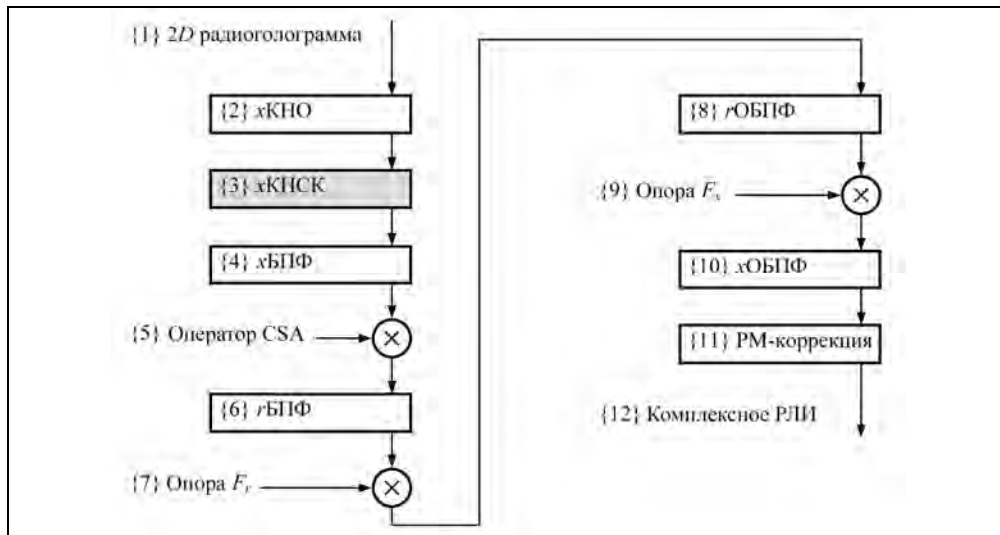 {1} 2D радиоголограмма
{2} xКНО
{3} xКНСК
{4} xБПФ
{5} Оператор CSA
{6} rБПФ
{7} Опора Fr
{8} rОБПФ
{9} Опора Fx
{10} xОБПФ
{11} РМ-коррекция
{12} Комплексное РЛИ